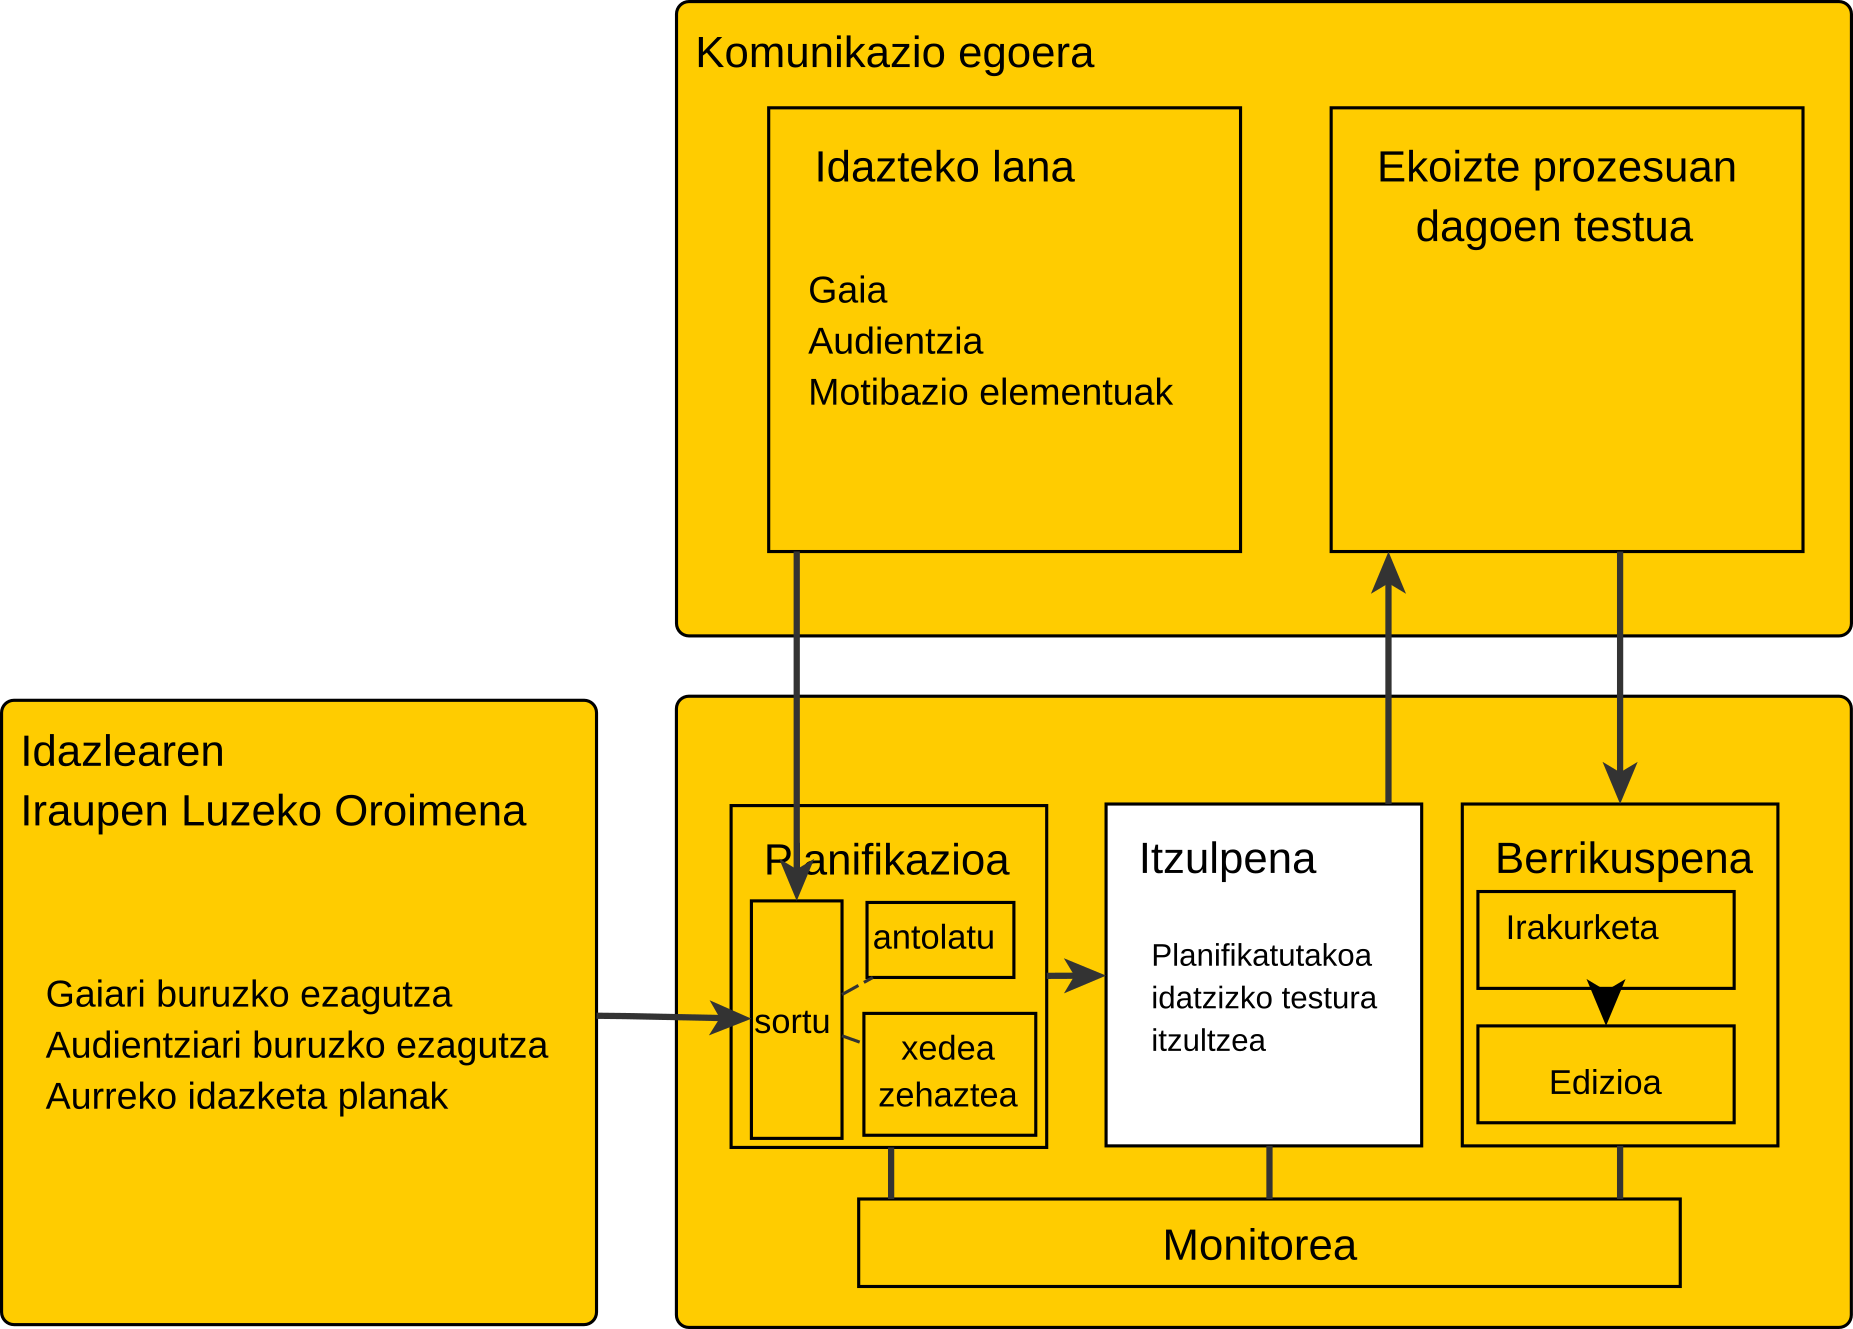 Komunikazio egoera
Idazteko lana
Gaia
Audientzia
Motibazio elementuak
Ekoizte prozesuan
dagoen testua
Idazlearen
Iraupen Luzeko Oroimena
Gaiari buruzko ezagutza
Audientziari buruzko ezagutza
Aurreko idazketa planak
Planifikazioa
sortu
antolatu
xedea
zehaztea
Itzulpena
Planifikatutakoa
idatzizko testura
itzultzea
Berrikuspena
Irakurketa
Edizioa
Monitorea